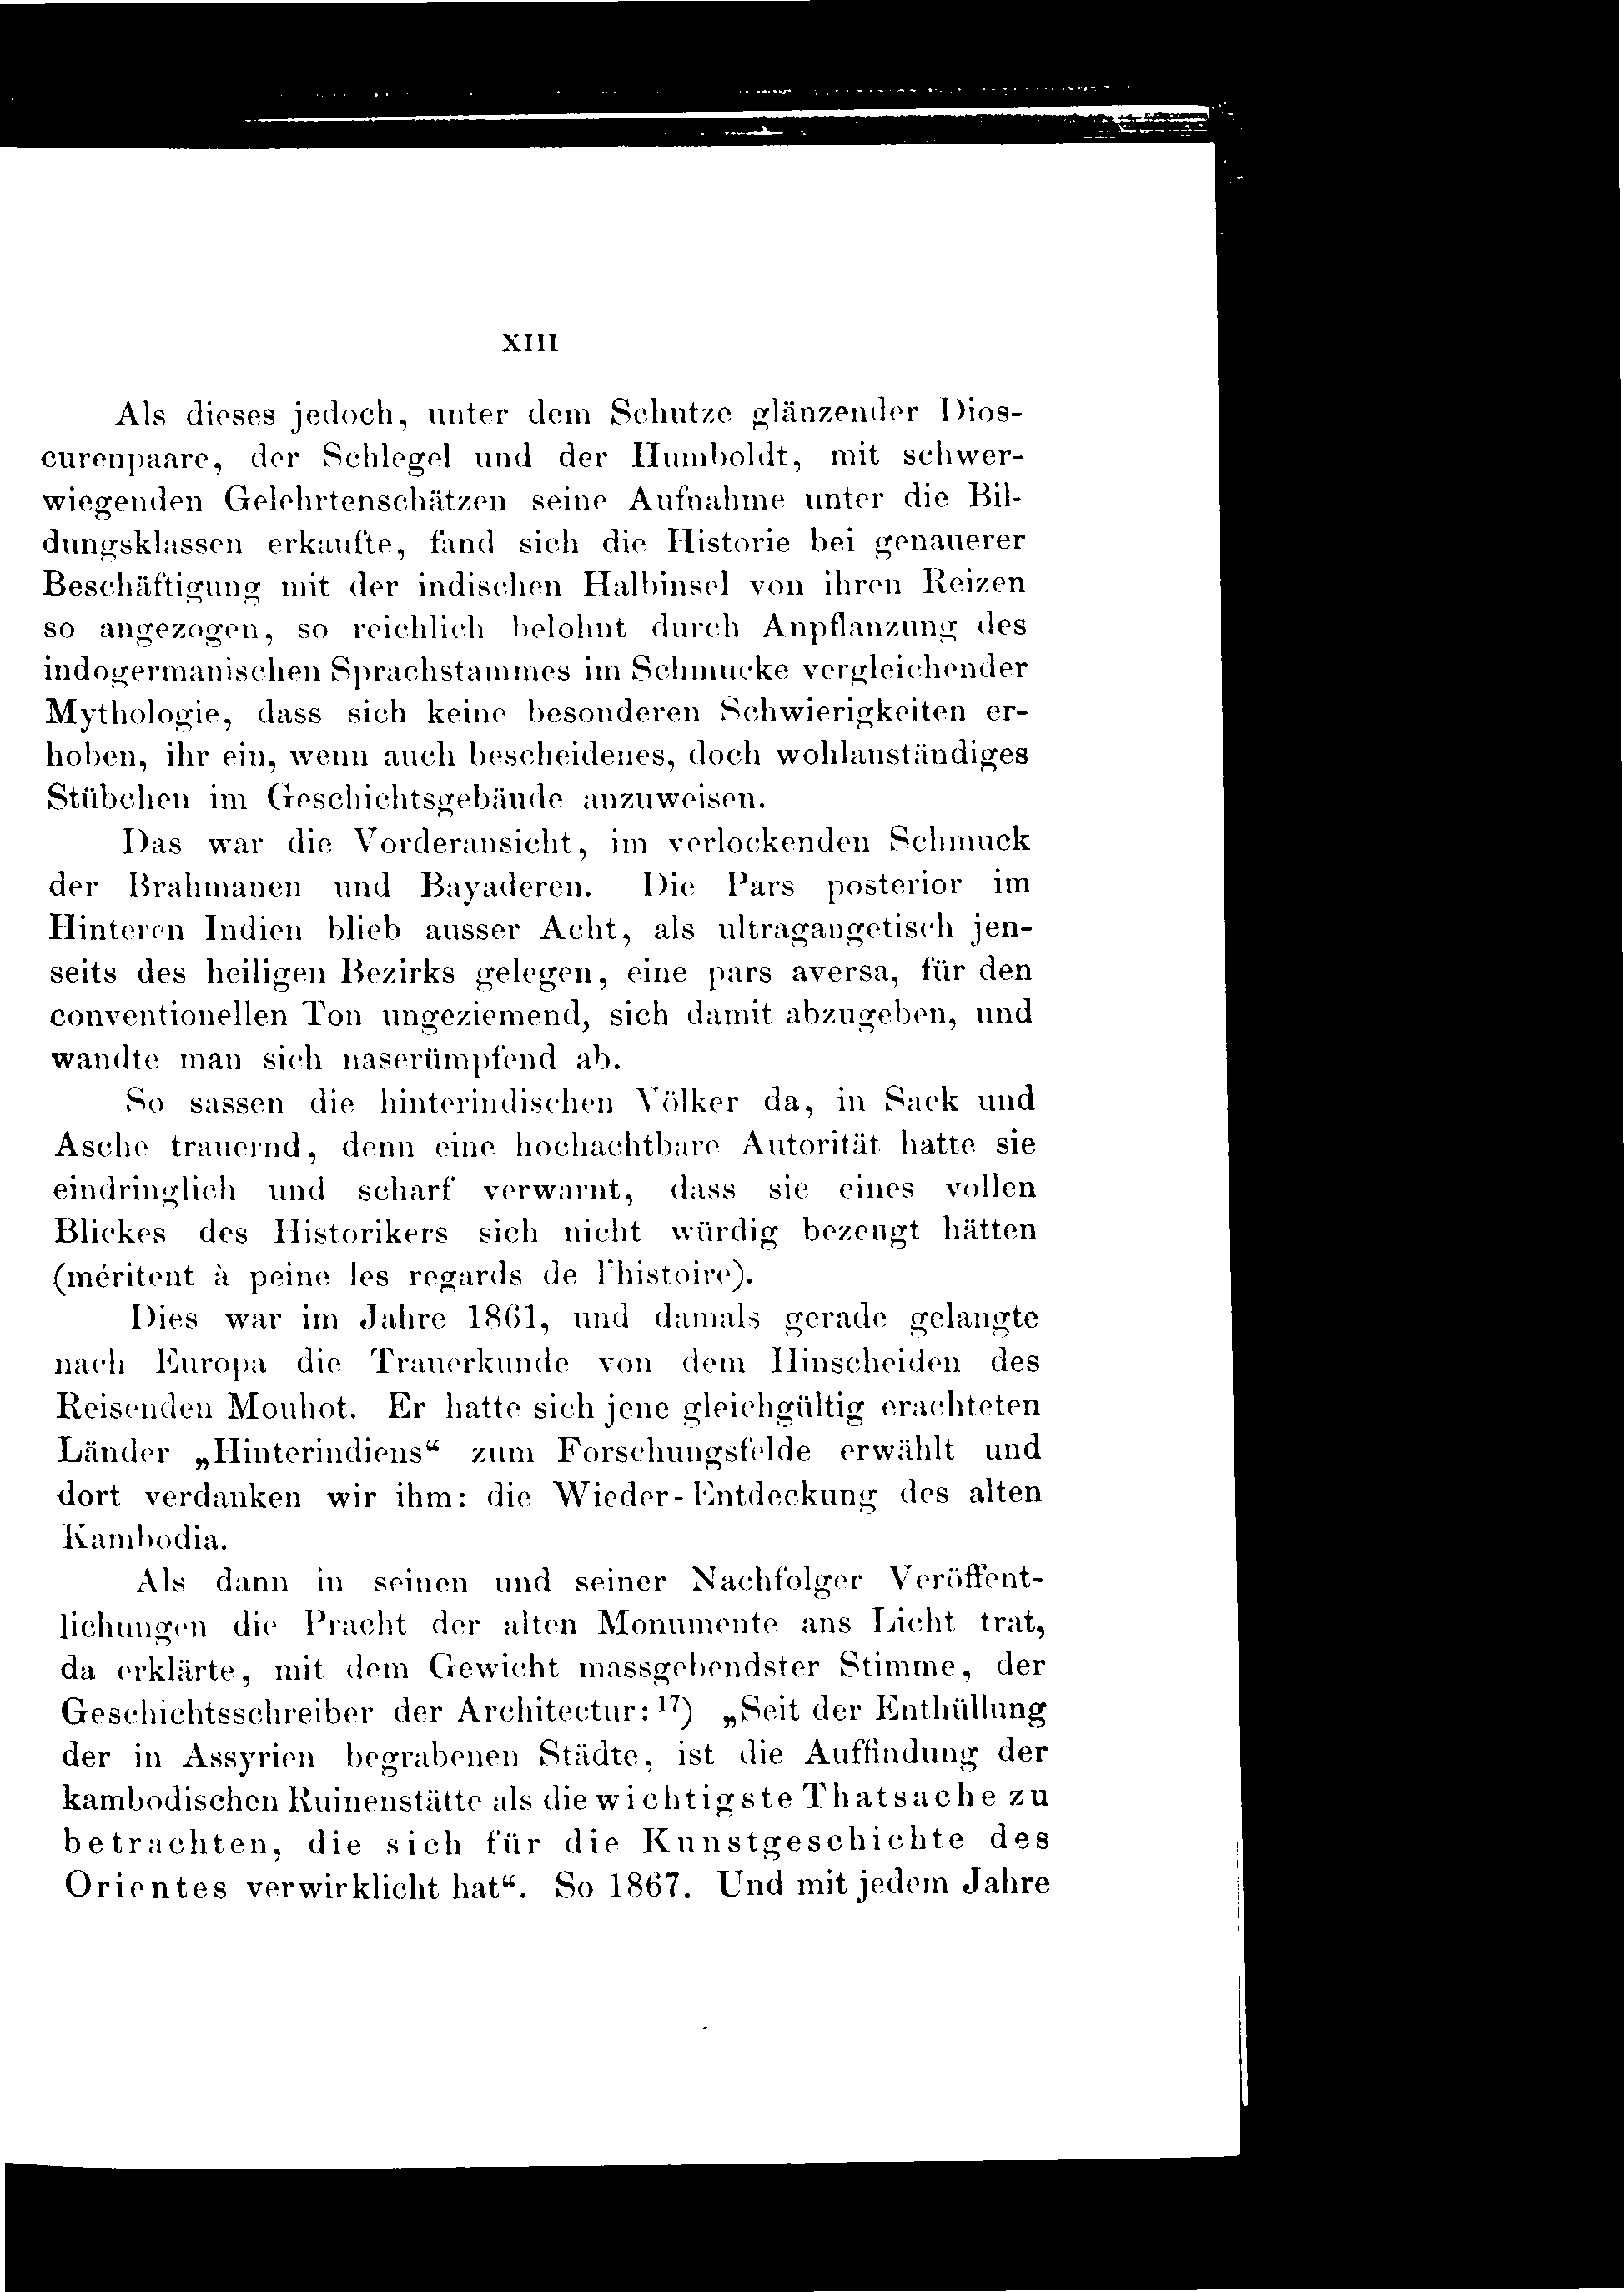 XIII
Als dieses jedoch, unter dem Schutze glänzender Dios-
curenpaare, der Schlegel und der Humboldt, mit schwer-
wiegenden Gelehrtenschätzen seine Aufnahme unter die Bil-
dungsklassen erkaufte, fand sich die Historie bei genauerer
Beschäftigung mit der indischen Halbinsel von ihren Reizen
so angezogen, so reichlich belohnt durch Anpflanzung des
indogermanischen Sprachstammes im Schmucke vergleichender
Mythologie, dass sich keine besonderen Schwierigkeiten er-
hoben, ihr ein, wenn auch bescheidenes, doch wohlanständiges
Stübchen im Geschichtsgebäude anzuweisen.
Das war die Vorderansicht, im verlockenden Schmuck
der Brahmanen und Bayaderen. Die Pars posterior im
Hinteren Indien blieb ausser Acht, als ultragangetisch jen-
seits des heiligen Bezirks gelegen, eine pars aversa, für den
conventionellen Ton ungeziemend, sich damit abzugeben, und
wandte man sich naserümpfend ab.
So sassen die hinterindischen Völker da, in Sack und
Asche trauernd, denn eine hochachtbare Autorität hatte sie
eindringlich und scharf verwarnt, dass sie eines vollen
Blickes des Historikers sich nicht würdig bezeugt hätten
(méritent à peine les regards de l'histoire).
Dies war im Jahre 1861, und damals gerade gelangte
nach Europa die Trauerkunde von dem Hinscheiden des
Reisenden Mouhot. Er hatte sich jene gleichgültig erachteten
Länder „Hinterindiens“ zum Forschungsfelde erwählt und
dort verdanken wir ihm: die Wieder-Entdeckung des alten
Kambodia.
Als dann in seinen und seiner Nachfolger Veröffent-
lichungen die Pracht der alten Monumente ans Licht trat,
da erklärte, mit dem Gewicht massgebendster Stimme, der
Geschichtsschreiber der Architectur:¹⁷) „Seit der Enthüllung
der in Assyrien begrabenen Städte, ist die Auffindung der
kambodischen Ruinenstätte als die wichtigste Thatsache zu
betrachten, die sich für die Kunstgeschichte des
Orientes verwirklicht hat“. So 1867. Und mit jedem Jahre